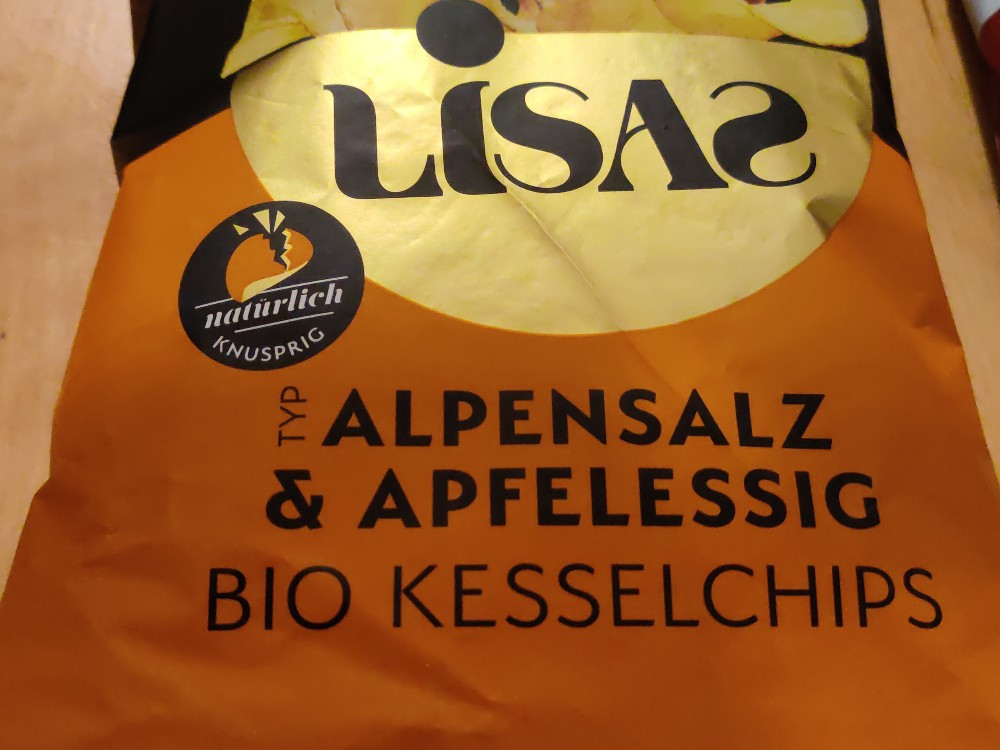 LiSAS
natürlich
KNUSPRIG
TYP ALPENSALZ
& APFELESSIG
BIO KESSELCHIPS